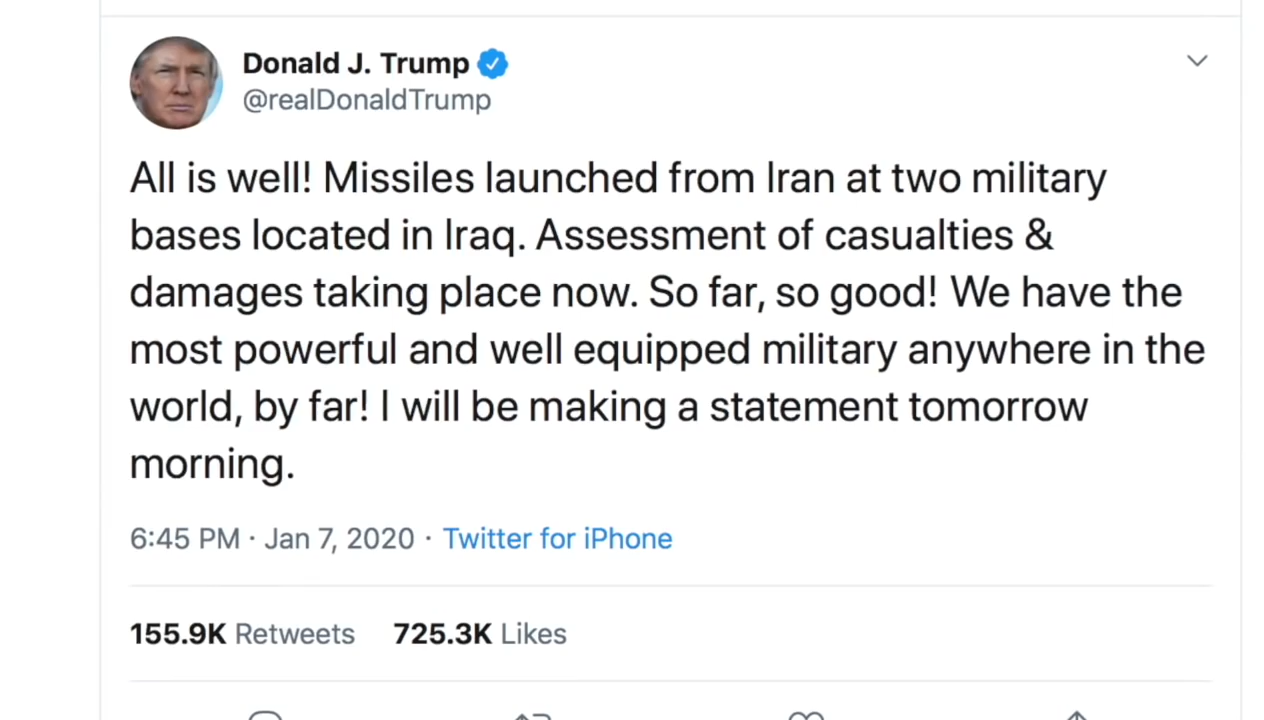 Donald J. Trump
@realDonaldTrump
All is well! Missiles launched from Iran at two military
bases located in Iraq. Assessment of casualties &
damages taking place now. So far, so good! We have the
most powerful and well equipped military anywhere in the
world, by far! I will be making a statement tomorrow
morning.
6:45 PM · Jan 7, 2020 · Twitter for iPhone
155.9K Retweets 725.3K Likes